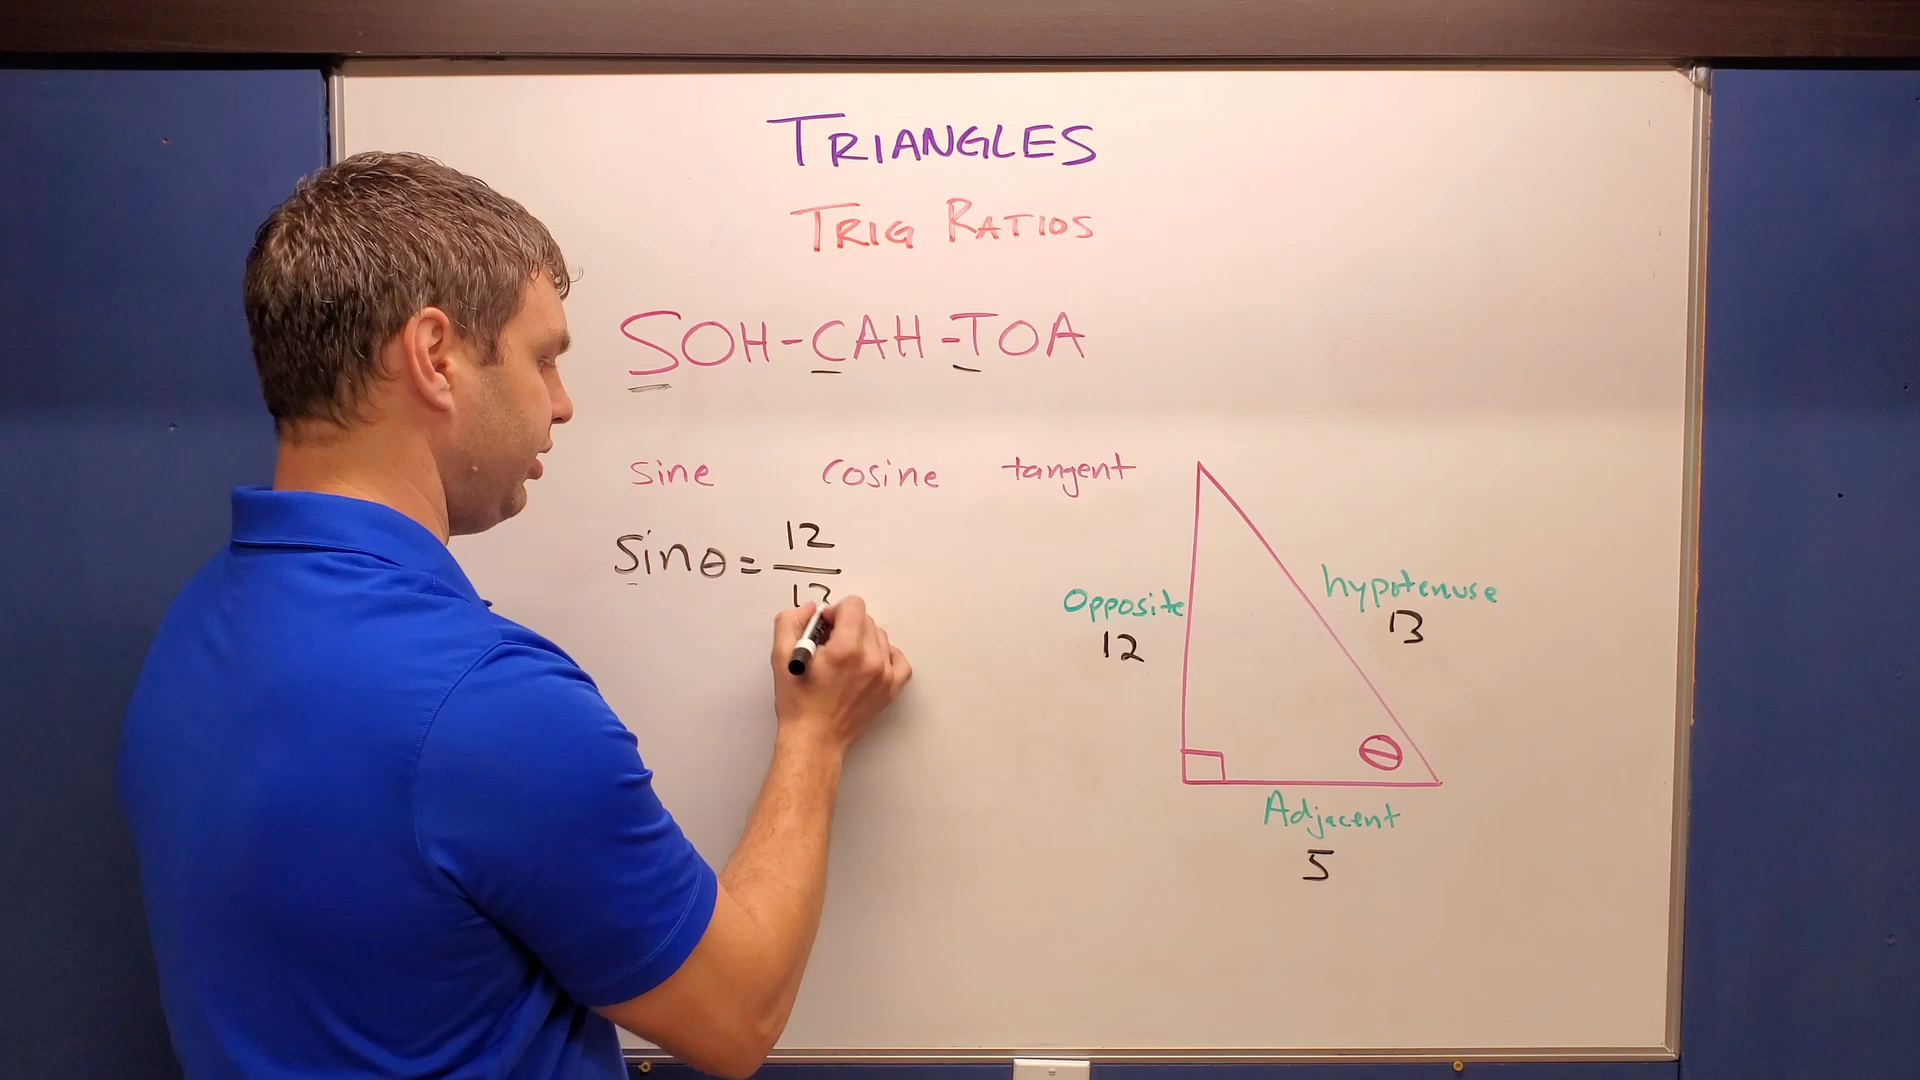 TRIANGLES
TRIG RATIOS
SOH-CAH-TOA
sine cosine tangent
sinθ = 12
13
Opposite
12
hypotenuse
13
θ
Adjacent
5